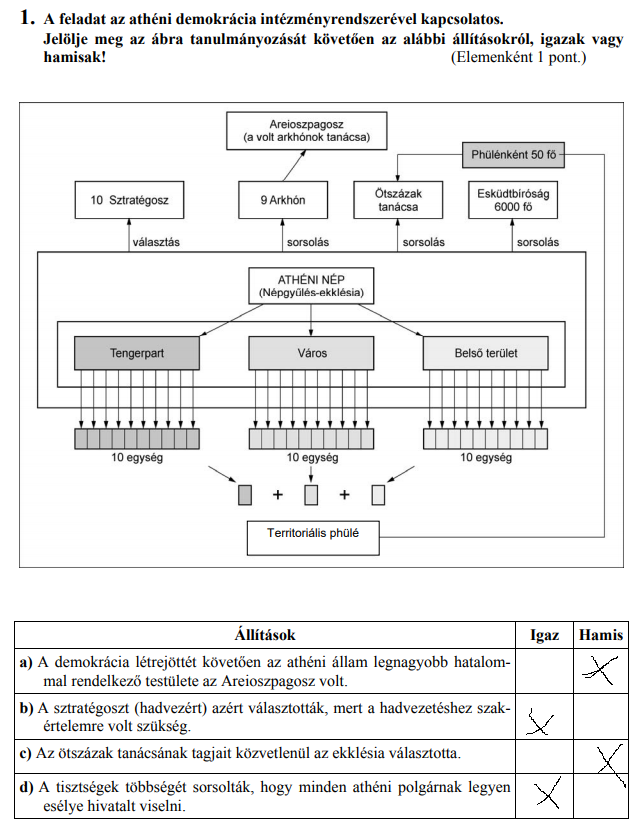 1. A feladat az athéni demokrácia intézményrendszerével kapcsolatos.
Jelölje meg az ábra tanulmányozását követően az alábbi állításokról, igazak vagy
hamisak! (Elemenként 1 pont.)
Areioszpagosz
(a volt arkhónok tanácsa)
Phülénként 50 fő
10 Sztratégosz
9 Arkhón
Ötszázak
tanácsa
Esküdtbíróság
6000 fő
választás
sorsolás
sorsolás
sorsolás
ATHÉNI NÉP
(Népgyűlés-ekklésia)
Tengerpart
Város
Belső terület
10 egység
10 egység
10 egység
+
+
Territoriális phülé
Állítások Igaz Hamis
a) A demokrácia létrejöttét követően az athéni állam legnagyobb hatalom-
mal rendelkező testülete az Areioszpagosz volt. X
b) A sztratégoszt (hadvezért) azért választották, mert a hadvezetéshez szak-
értelemre volt szükség. X
c) Az ötszázak tanácsának tagjait közvetlenül az ekklésia választotta. X
d) A tisztségek többségét sorsolták, hogy minden athéni polgárnak legyen
esélye hivatalt viselni. X